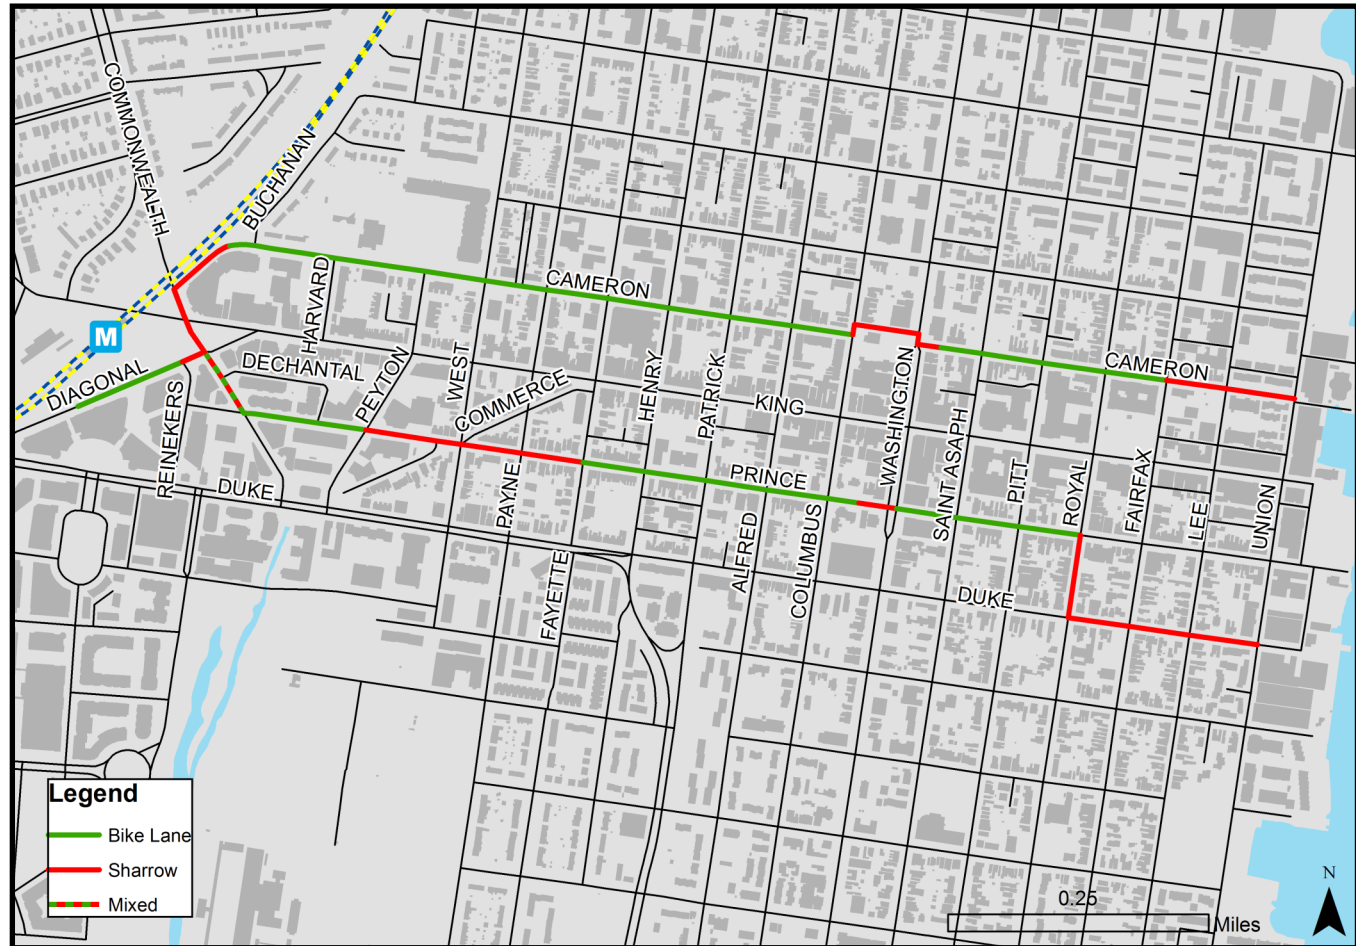 COMMONWEALTH
BUCHANAN
HARVARD
CAMERON
M
DIAGONAL
DECHANTAL
REINEKERS
PEYTON
WEST
COMMERCE
HENRY
PATRICK
KING
WASHINGTON
CAMERON
DUKE
PAYNE
PRINCE
SAINT ASAPH
PITT
ROYAL
FAIRFAX
LEE
UNION
FAYETTE
ALFRED
COLUMBUS
DUKE
Legend
Bike Lane
Sharrow
Mixed
N
0.25
Miles